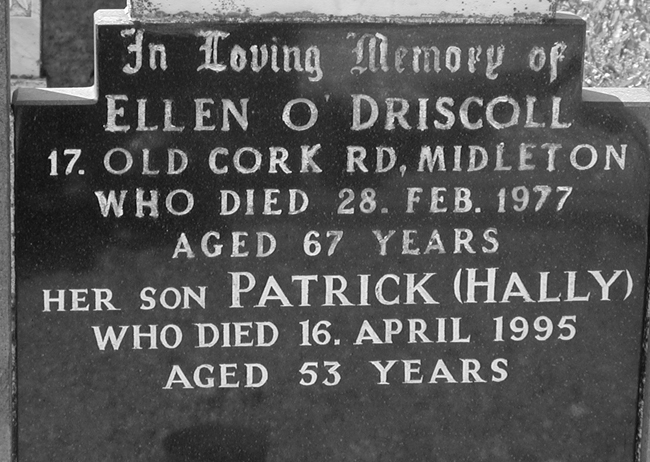 In Loving Memory of
ELLEN O' DRISCOLL
17. OLD CORK RD, MIDLETON
WHO DIED 28. FEB. 1977
AGED 67 YEARS
HER SON PATRICK (HALLY)
WHO DIED 16. APRIL 1995
AGED 53 YEARS